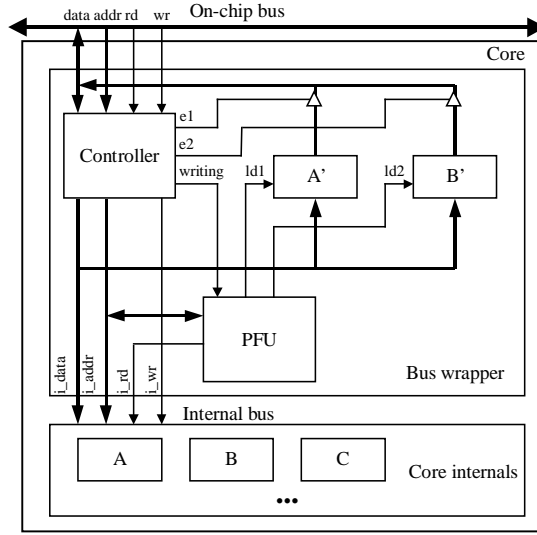 On-chip bus
data addr rd wr
Core
e1
Controller
e2
writing
ld1
A’
ld2
B’
PFU
i_data
i_addr
i_rd
i_wr
Bus wrapper
Internal bus
A
B
C
Core internals
•••